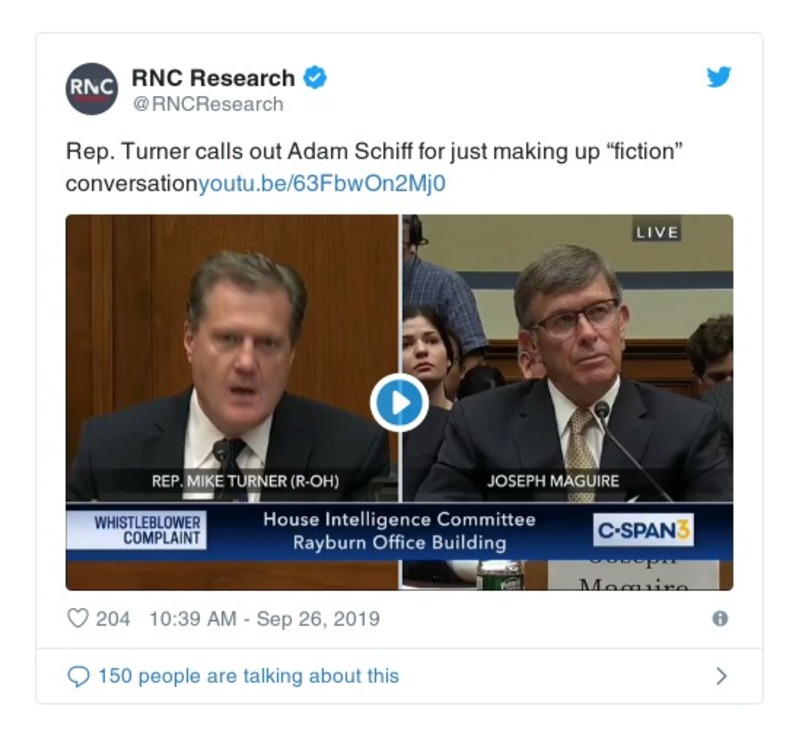 RNC
RNC Research
@RNCResearch
Rep. Turner calls out Adam Schiff for just making up “fiction”
conversationyoutu.be/63FbwOn2Mj0
LIVE
REP. MIKE TURNER (R-OH)
JOSEPH MAGUIRE
WHISTLEBLOWER
COMPLAINT
House Intelligence Committee
Rayburn Office Building
C-SPAN3
Joseph
Maguire
204 10:39 AM - Sep 26, 2019
150 people are talking about this